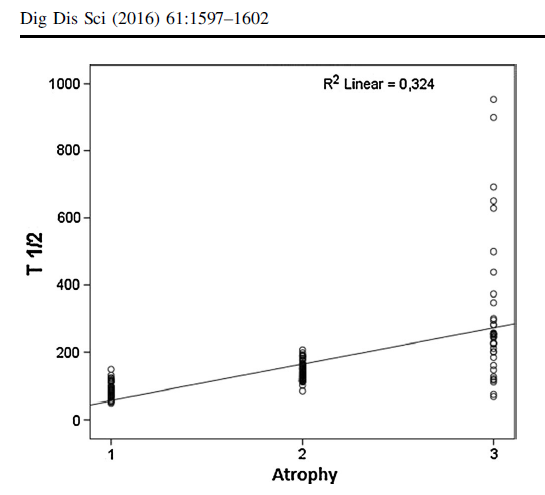 Dig Dis Sci (2016) 61:1597–1602
R² Linear = 0,324
1000
800
600
400
200
0
T 1/2
1 2 3
Atrophy